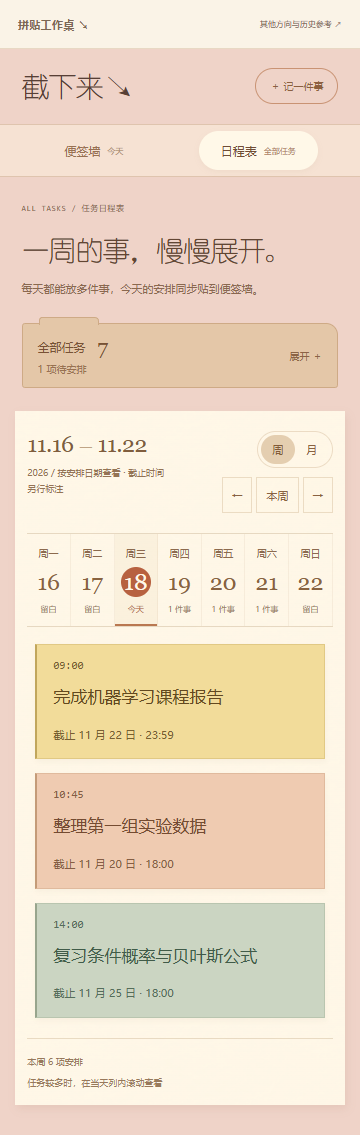 拼贴工作桌 ↘
其他方向与历史参考 ↗
截下来↘
+ 记一件事
便签墙 今天
日程表 全部任务
ALL TASKS / 任务日程表
一周的事，慢慢展开。
每天都能放多件事，今天的安排同步贴到便签墙。
全部任务 7
1 项待安排
展开 +
11.16 — 11.22
周 月
2026 / 按安排日期查看 · 截止时间
另行标注
← 本周 →
周一 周二 周三 周四 周五 周六 周日
16 17 18 19 20 21 22
留白 留白 今天 1 件事 1 件事 1 件事 留白
09:00
完成机器学习课程报告
截止 11 月 22 日 · 23:59
10:45
整理第一组实验数据
截止 11 月 20 日 · 18:00
14:00
复习条件概率与贝叶斯公式
截止 11 月 25 日 · 18:00
本周 6 项安排
任务较多时，在当天列内滚动查看